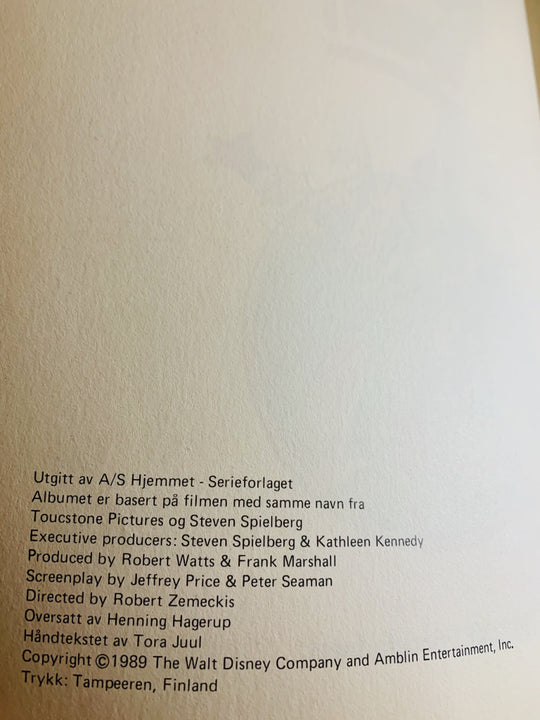 Utgitt av A/S Hjemmet - Serieforlaget
Albumet er basert på filmen med samme navn fra
Toucstone Pictures og Steven Spielberg
Executive producers: Steven Spielberg & Kathleen Kennedy
Produced by Robert Watts & Frank Marshall
Screenplay by Jeffrey Price & Peter Seaman
Directed by Robert Zemeckis
Oversatt av Henning Hagerup
Håndtekstet av Tora Juul
Copyright ©1989 The Walt Disney Company and Amblin Entertainment, Inc.
Trykk: Tampeeren, Finland